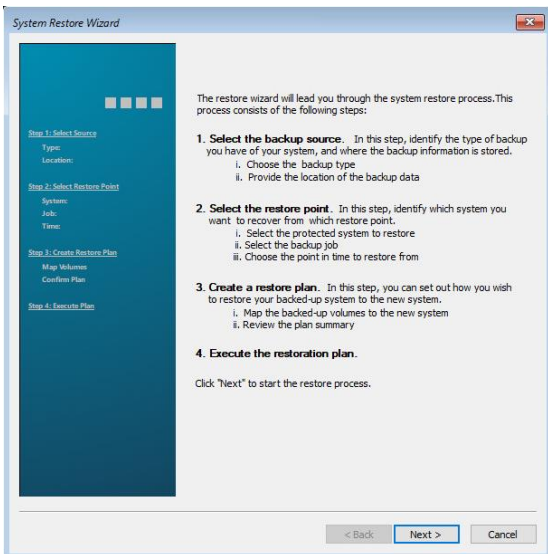 System Restore Wizard
Step 1: Select Source
Type:
Location:
Step 2: Select Restore Point
System:
Job:
Time:
Step 3: Create Restore Plan
Map Volumes
Confirm Plan
Step 4: Execute Plan
The restore wizard will lead you through the system restore process.This
process consists of the following steps:
1. Select the backup source. In this step, identify the type of backup
you have of your system, and where the backup information is stored.
i. Choose the backup type
ii. Provide the location of the backup data
2. Select the restore point. In this step, identify which system you
want to recover from which restore point.
i. Select the protected system to restore
ii. Select the backup job
iii. Choose the point in time to restore from
3. Create a restore plan. In this step, you can set out how you wish
to restore your backed-up system to the new system.
i. Map the backed-up volumes to the new system
ii. Review the plan summary
4. Execute the restoration plan.
Click "Next" to start the restore process.
< Back Next > Cancel